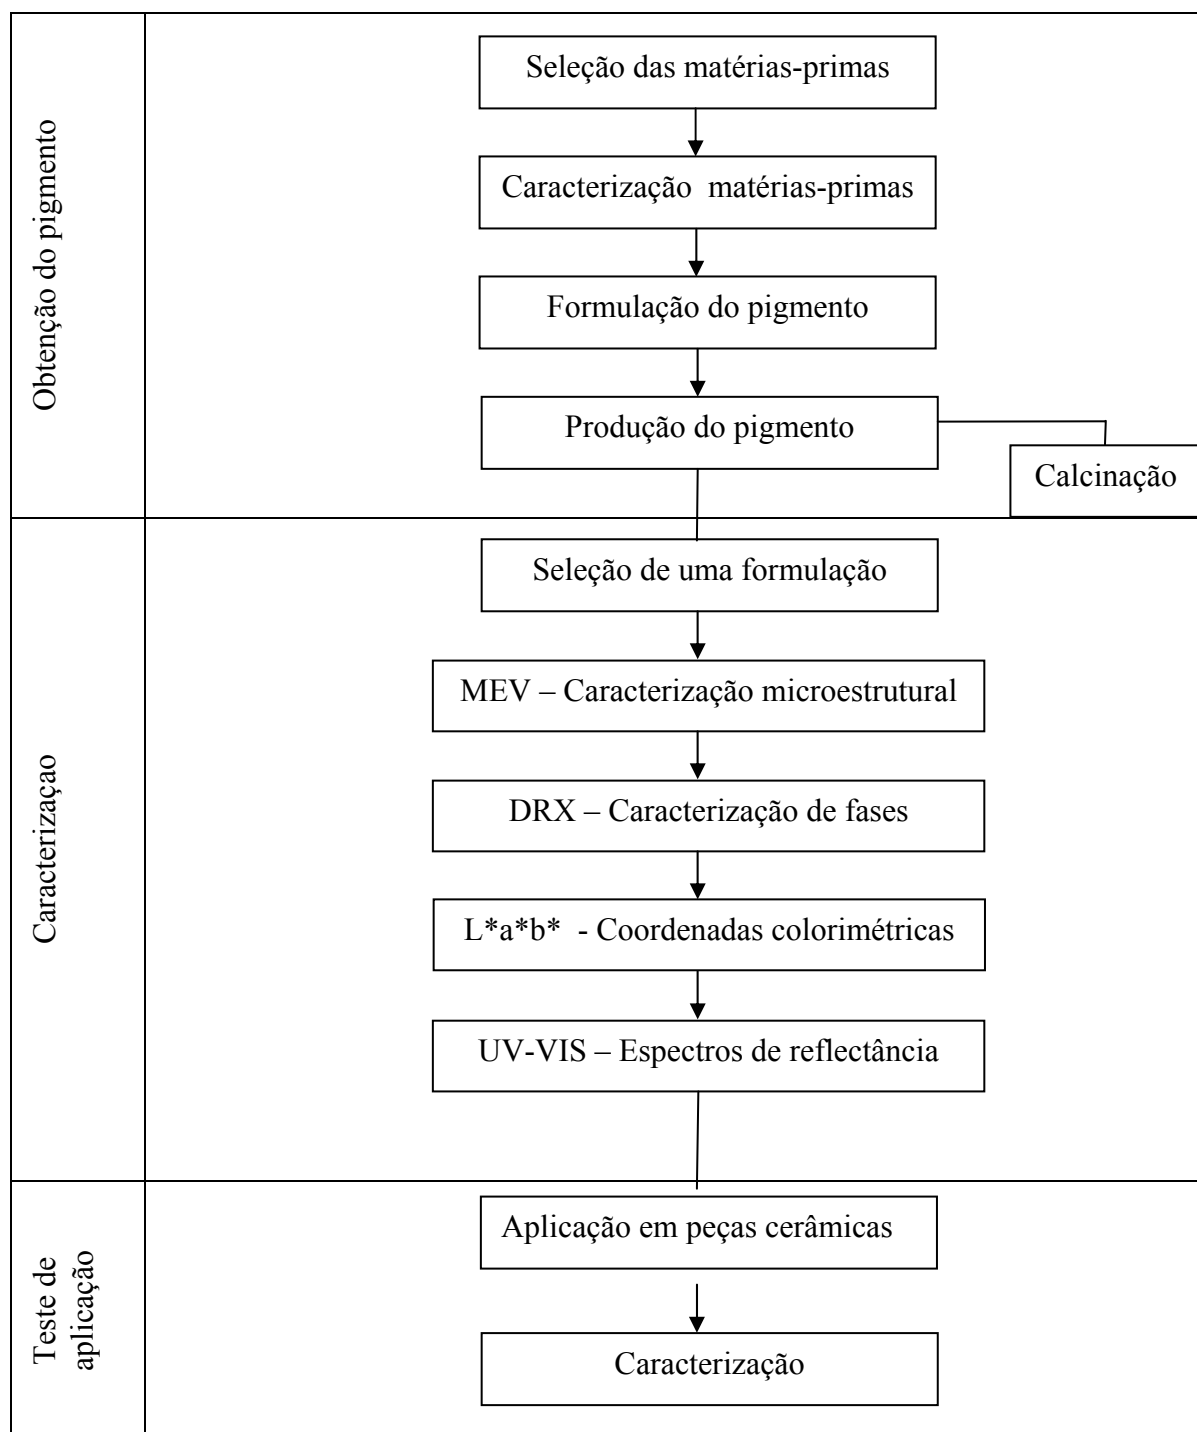 Obtenção do pigmento
Seleção das matérias-primas
Caracterização  matérias-primas
Formulação do pigmento
Produção do pigmento
Calcinação
Caracterizaçao
Seleção de uma formulação
MEV – Caracterização microestrutural
DRX – Caracterização de fases
L*a*b*  - Coordenadas colorimétricas
UV-VIS – Espectros de reflectância
Teste de
aplicação
Aplicação em peças cerâmicas
Caracterização